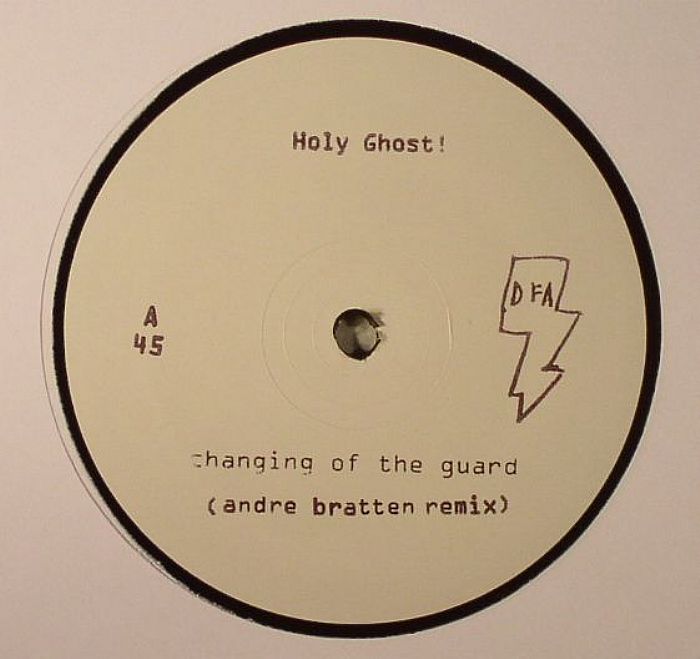 Holy Ghost!
DFA
A
45
changing of the guard
(andre bratten remix)